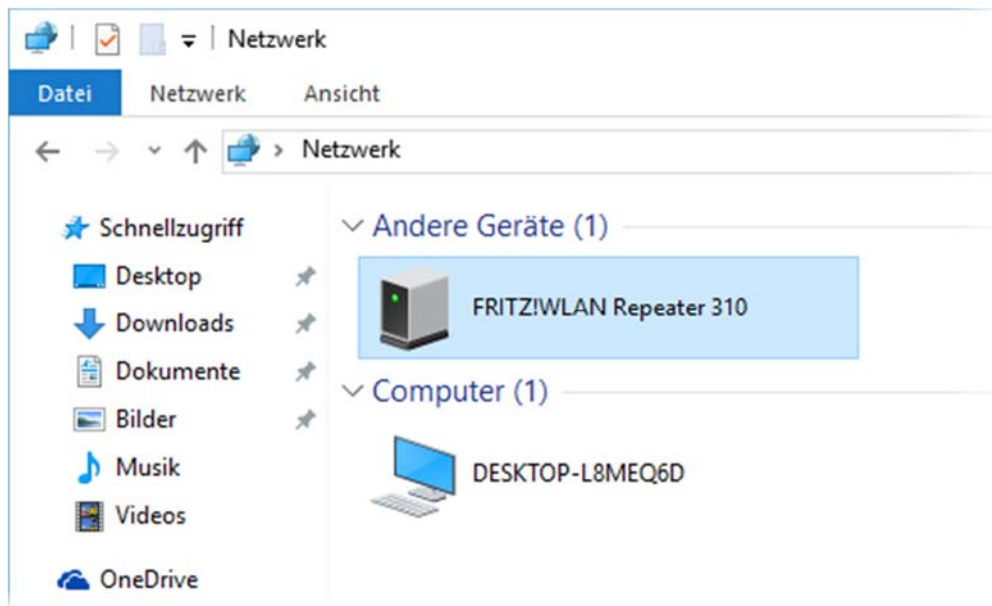 Netzwerk
Datei Netzwerk Ansicht
Netzwerk
Schnellzugriff
Desktop
Downloads
Dokumente
Bilder
Musik
Videos
OneDrive
Andere Geräte (1)
FRITZ!WLAN Repeater 310
Computer (1)
DESKTOP-L8MEQ6D